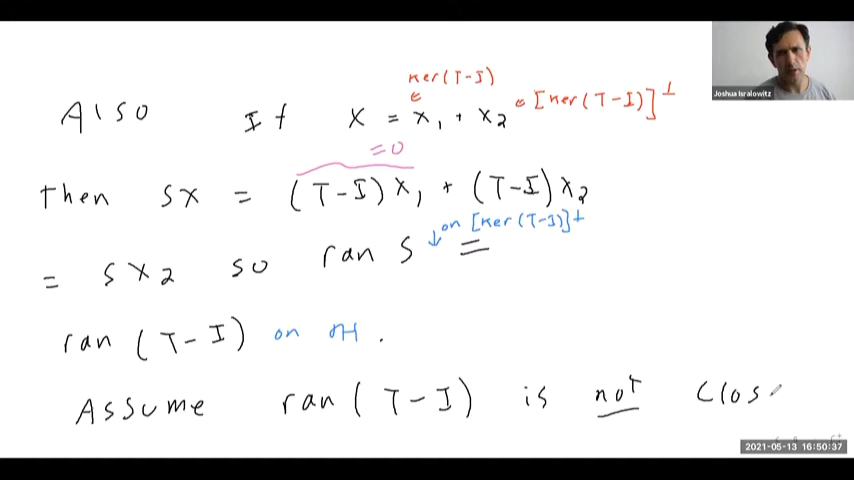 Joshua Isralowitz
ker(T-I)
∈
Also If x = x₁ + x₂ ∈ [ker(T-I)]^⊥
= 0
Then Sx = (T-I)x₁ + (T-I)x₂
↓ on [ker(T-I)]^⊥
= Sx₂ so ran S =
ran (T-I) on H.
Assume ran (T-I) is not clos
2021-05-13 16:50:37